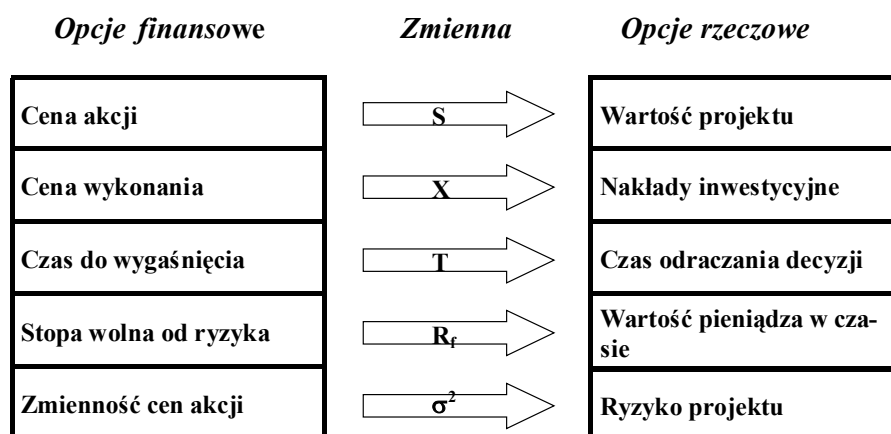 Opcje finansowe Zmienna Opcje rzeczowe
Cena akcji S Wartość projektu
Cena wykonania X Nakłady inwestycyjne
Czas do wygaśnięcia T Czas odraczania decyzji
Stopa wolna od ryzyka R_f Wartość pieniądza w cza-
sie
Zmienność cen akcji σ² Ryzyko projektu